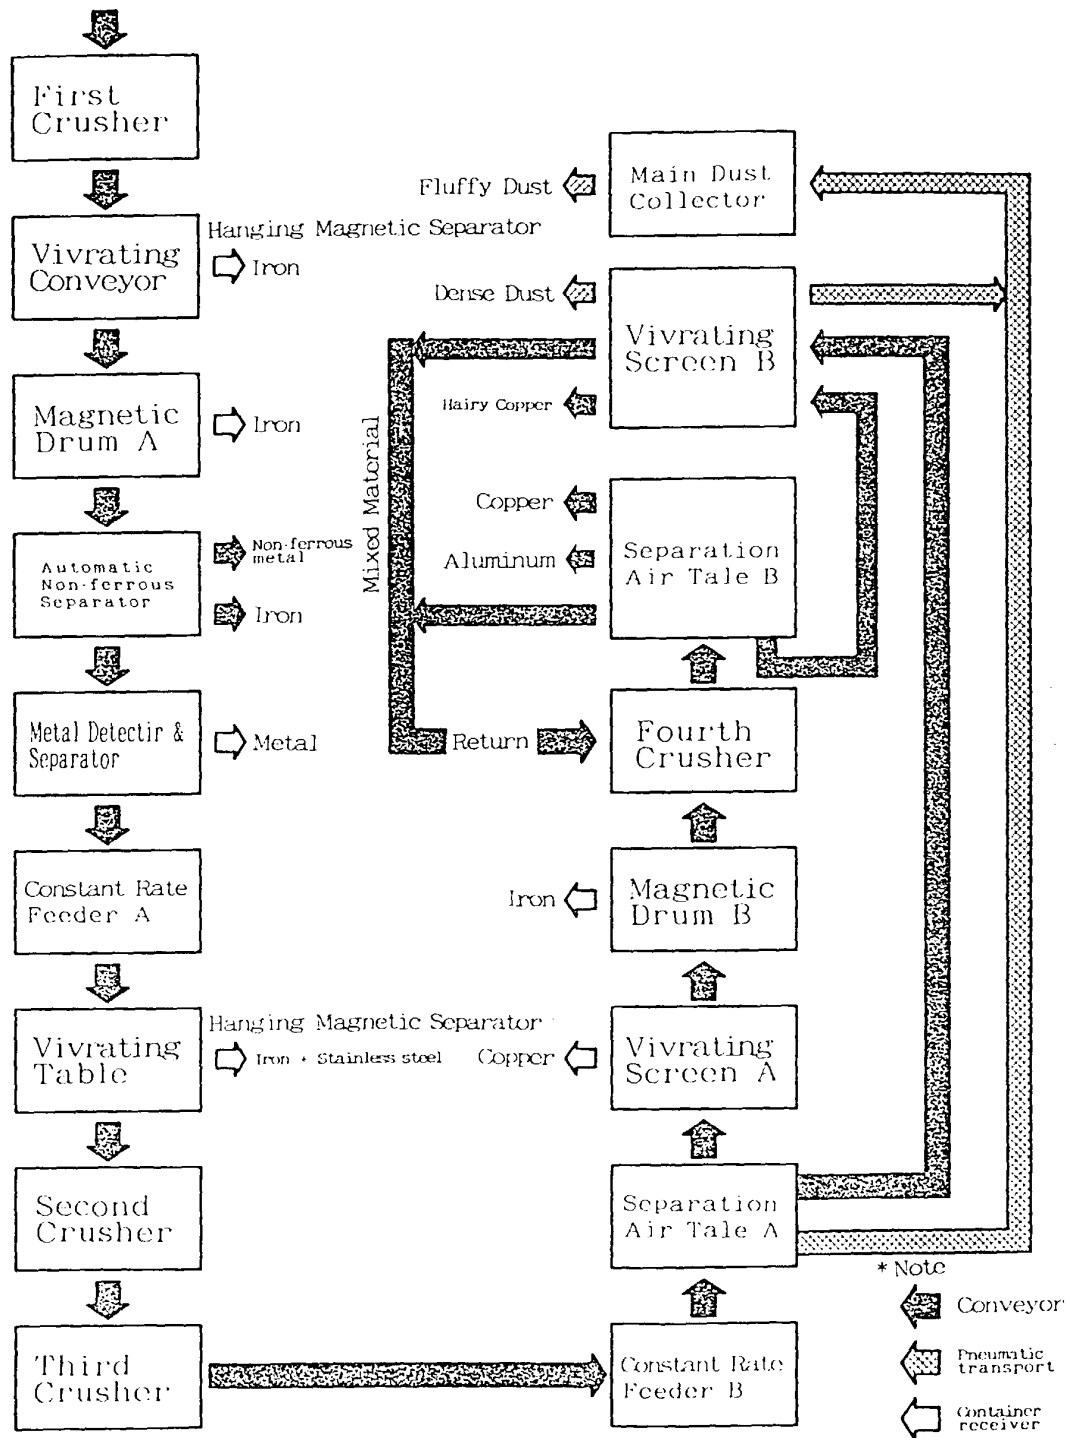 First
Crusher
Vivrating
Conveyor
Hanging Magnetic Separator
Iron
Magnetic
Drum A
Iron
Automatic
Non-ferrous
Separator
Non-ferrous
metal
Iron
Metal Detectir &
Separator
Metal
Constant Rate
Feeder A
Vivrating
Table
Hanging Magnetic Separator
Iron + Stainless steel
Second
Crusher
Third
Crusher
Main Dust
Collector
Fluffy Dust
Dense Dust
Vivrating
Screen B
Hairy Copper
Mixed Material
Copper
Aluminum
Separation
Air Tale B
Return
Fourth
Crusher
Iron
Magnetic
Drum B
Copper
Vivrating
Screen A
Separation
Air Tale A
Constant Rate
Feeder B
* Note
Conveyor
Pneumatic
transport
Container
receiver